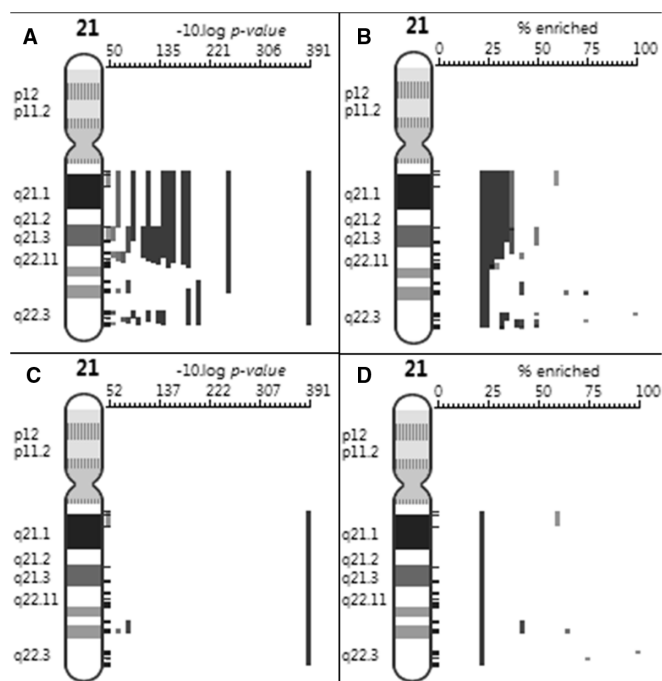 A 21 -10.log p-value
50 135 221 306 391
p12
p11.2
q21.1
q21.2
q21.3
q22.11
q22.3
B 21 % enriched
0 25 50 75 100
p12
p11.2
q21.1
q21.2
q21.3
q22.11
q22.3
C 21 -10.log p-value
52 137 222 307 391
p12
p11.2
q21.1
q21.2
q21.3
q22.11
q22.3
D 21 % enriched
0 25 50 75 100
p12
p11.2
q21.1
q21.2
q21.3
q22.11
q22.3